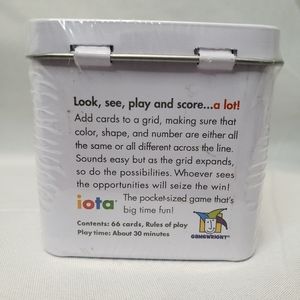 Look, see, play and score...a lot!
Add cards to a grid, making sure that
color, shape, and number are either all
the same or all different across the line.
Sounds easy but as the grid expands,
so do the possibilities. Whoever sees
the opportunities will seize the win!
iota® The pocket-sized game that's
big time fun!
Contents: 66 cards, Rules of play
Play time: About 30 minutes
GAMEWRIGHT™